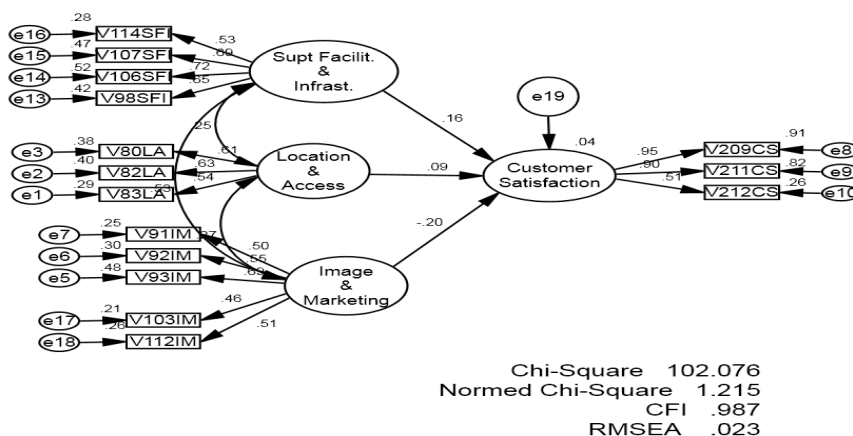 .28
e16 V114SFI .53
.47
e15 V107SFI .69
.52
e14 V106SFI .72
.42
e13 V98SFI .65
Supt Facilit.
&
Infrast.
e19
.16
.04
.25
.38
e3 V80LA .61
.40
e2 V82LA .63
.29
e1 V83LA .54
.53
Location
&
Access
.09
Customer
Satisfaction
.95 V209CS .91 e8
.90 V211CS .82 e9
.51 V212CS .26 e10
-.20
.25
e7 V91IM .50
.30
e6 V92IM .55
.48
e5 V93IM
Image
&
Marketing
.21
e17 V103IM .46
.26
e18 V112IM .51
Chi-Square 102.076
Normed Chi-Square 1.215
CFI .987
RMSEA .023